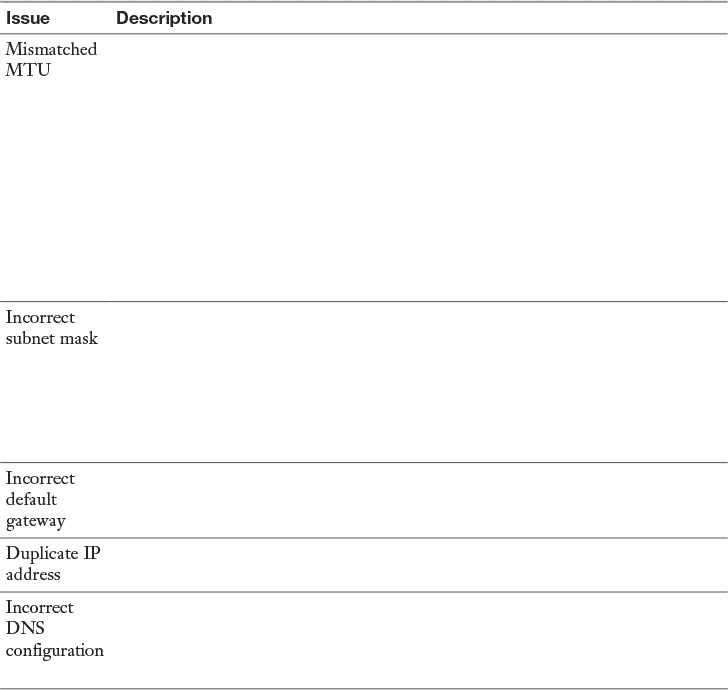 Issue Description
Mismatched
MTU
Incorrect
subnet mask
Incorrect
default
gateway
Duplicate IP
address
Incorrect
DNS
configuration